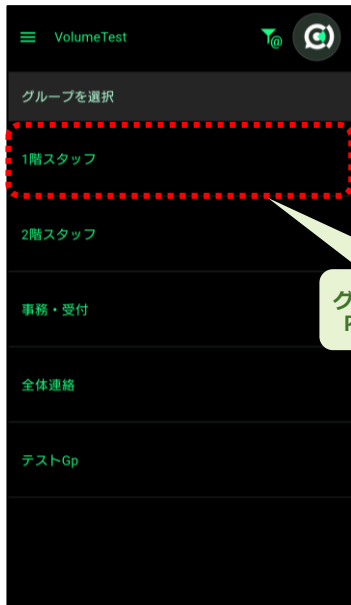 VolumeTest
グループを選択
1階スタッフ
2階スタッフ
グ
P
事務・受付
全体連絡
テストGp